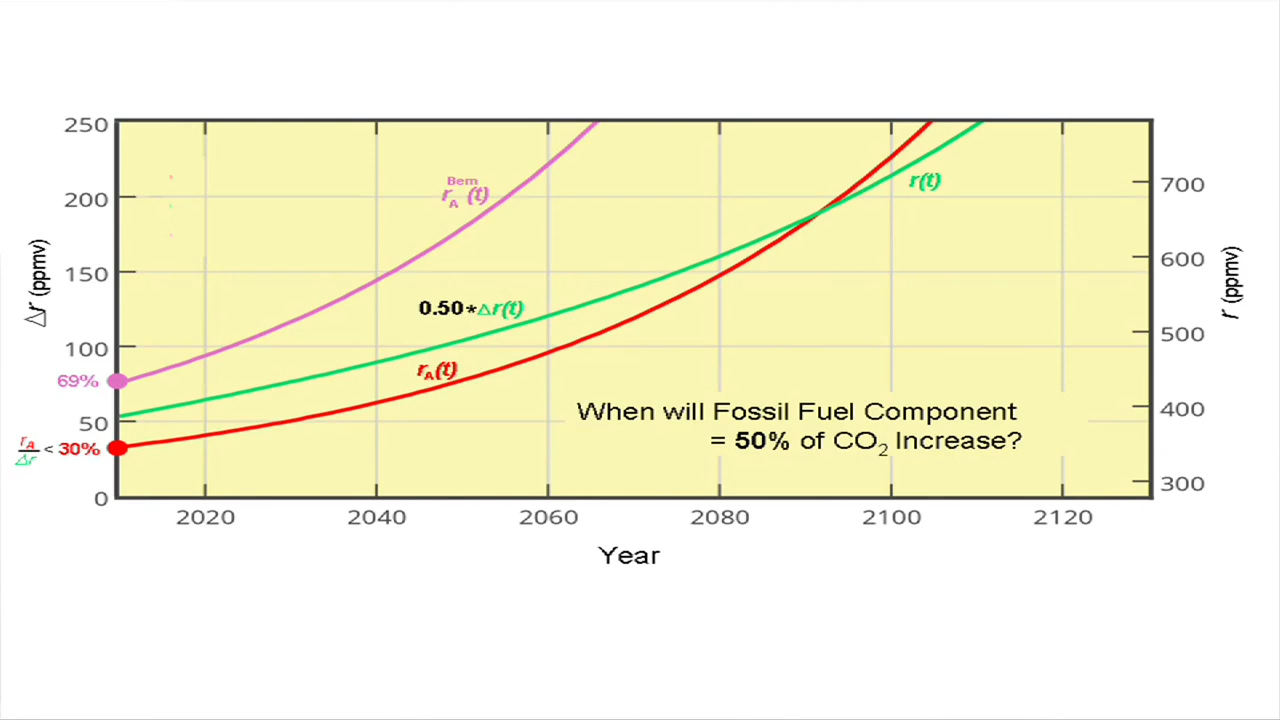 250
200
150
100
50
0
Δr (ppmv)
69%
rA/Δr < 30%
Bern
rA (t)
0.50*Δr(t)
rA(t)
r(t)
When will Fossil Fuel Component
= 50% of CO2 Increase?
700
600
500
400
300
r (ppmv)
2020 2040 2060 2080 2100 2120
Year